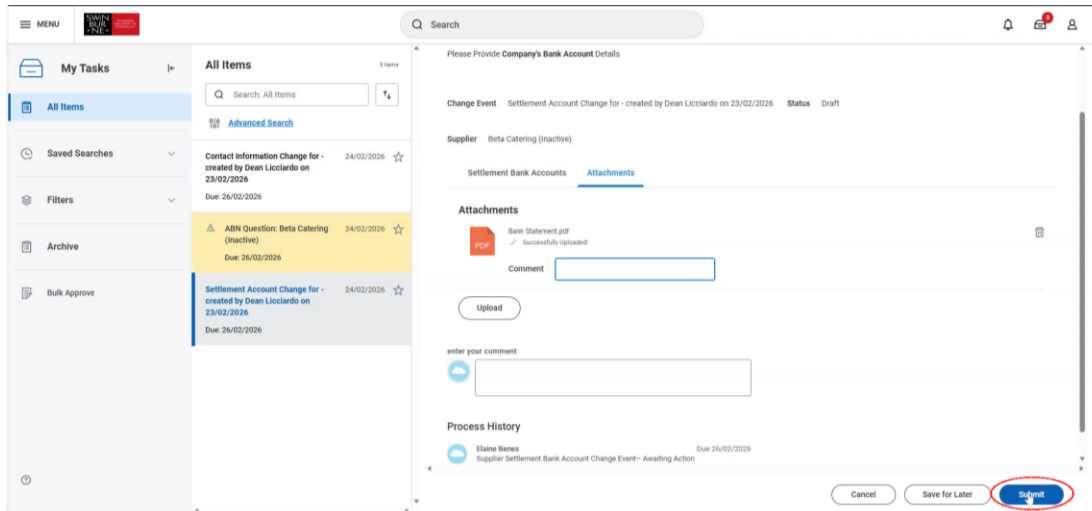 MENU
SWIN
BUR
NE
Search
3
My Tasks
All Items
Saved Searches
Filters
Archive
Bulk Approve
All Items
3 items
Search: All Items
Advanced Search
Contact Information Change for -
created by Dean Licciardo on
23/02/2026
24/02/2026
Due: 26/02/2026
ABN Question: Beta Catering
(Inactive)
24/02/2026
Due: 26/02/2026
Settlement Account Change for -
created by Dean Licciardo on
23/02/2026
24/02/2026
Due: 26/02/2026
Please Provide Company's Bank Account Details
Change Event Settlement Account Change for - created by Dean Licciardo on 23/02/2026 Status Draft
Supplier Beta Catering (Inactive)
Settlement Bank Accounts Attachments
Attachments
PDF
Bank Statement.pdf
Successfully Uploaded!
Comment
Upload
enter your comment
Process History
Elaine Benes Due 26/02/2026
Supplier Settlement Bank Account Change Event– Awaiting Action
Cancel Save for Later Submit